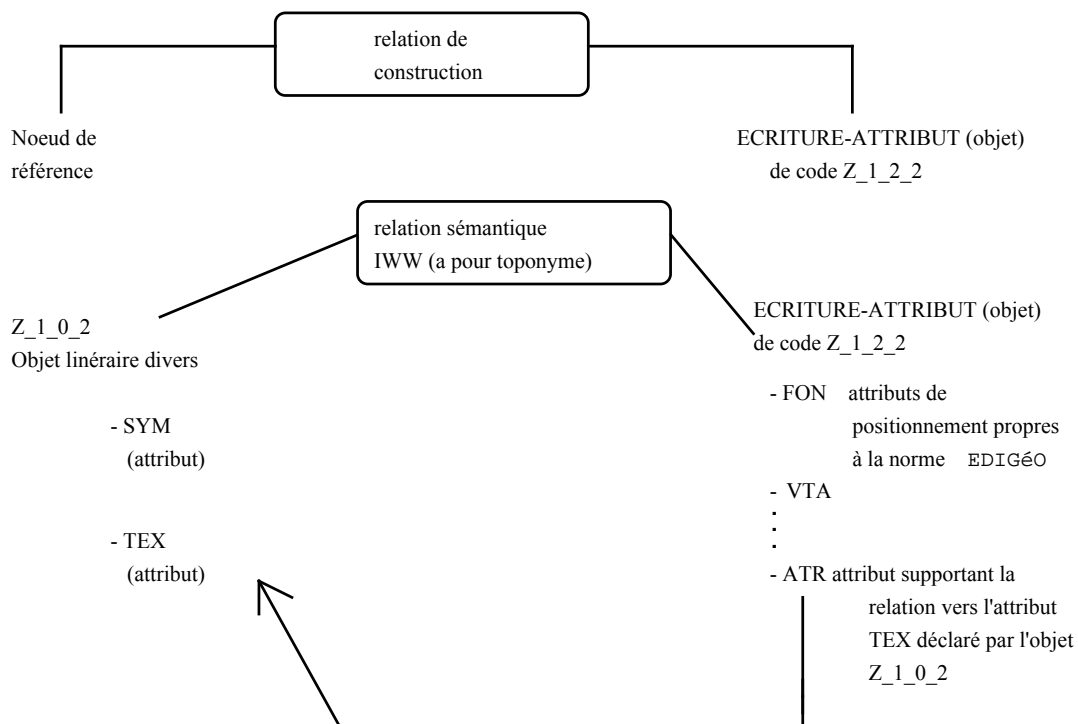 relation de
construction
Noeud de
référence
ECRITURE-ATTRIBUT (objet)
de code Z_1_2_2
relation sémantique
IWW (a pour toponyme)
Z_1_0_2
Objet linéraire divers
- SYM
(attribut)
- TEX
(attribut)
ECRITURE-ATTRIBUT (objet)
de code Z_1_2_2
- FON attributs de
positionnement propres
à la norme EDIGéO
- VTA
- ATR attribut supportant la
relation vers l'attribut
TEX déclaré par l'objet
Z_1_0_2